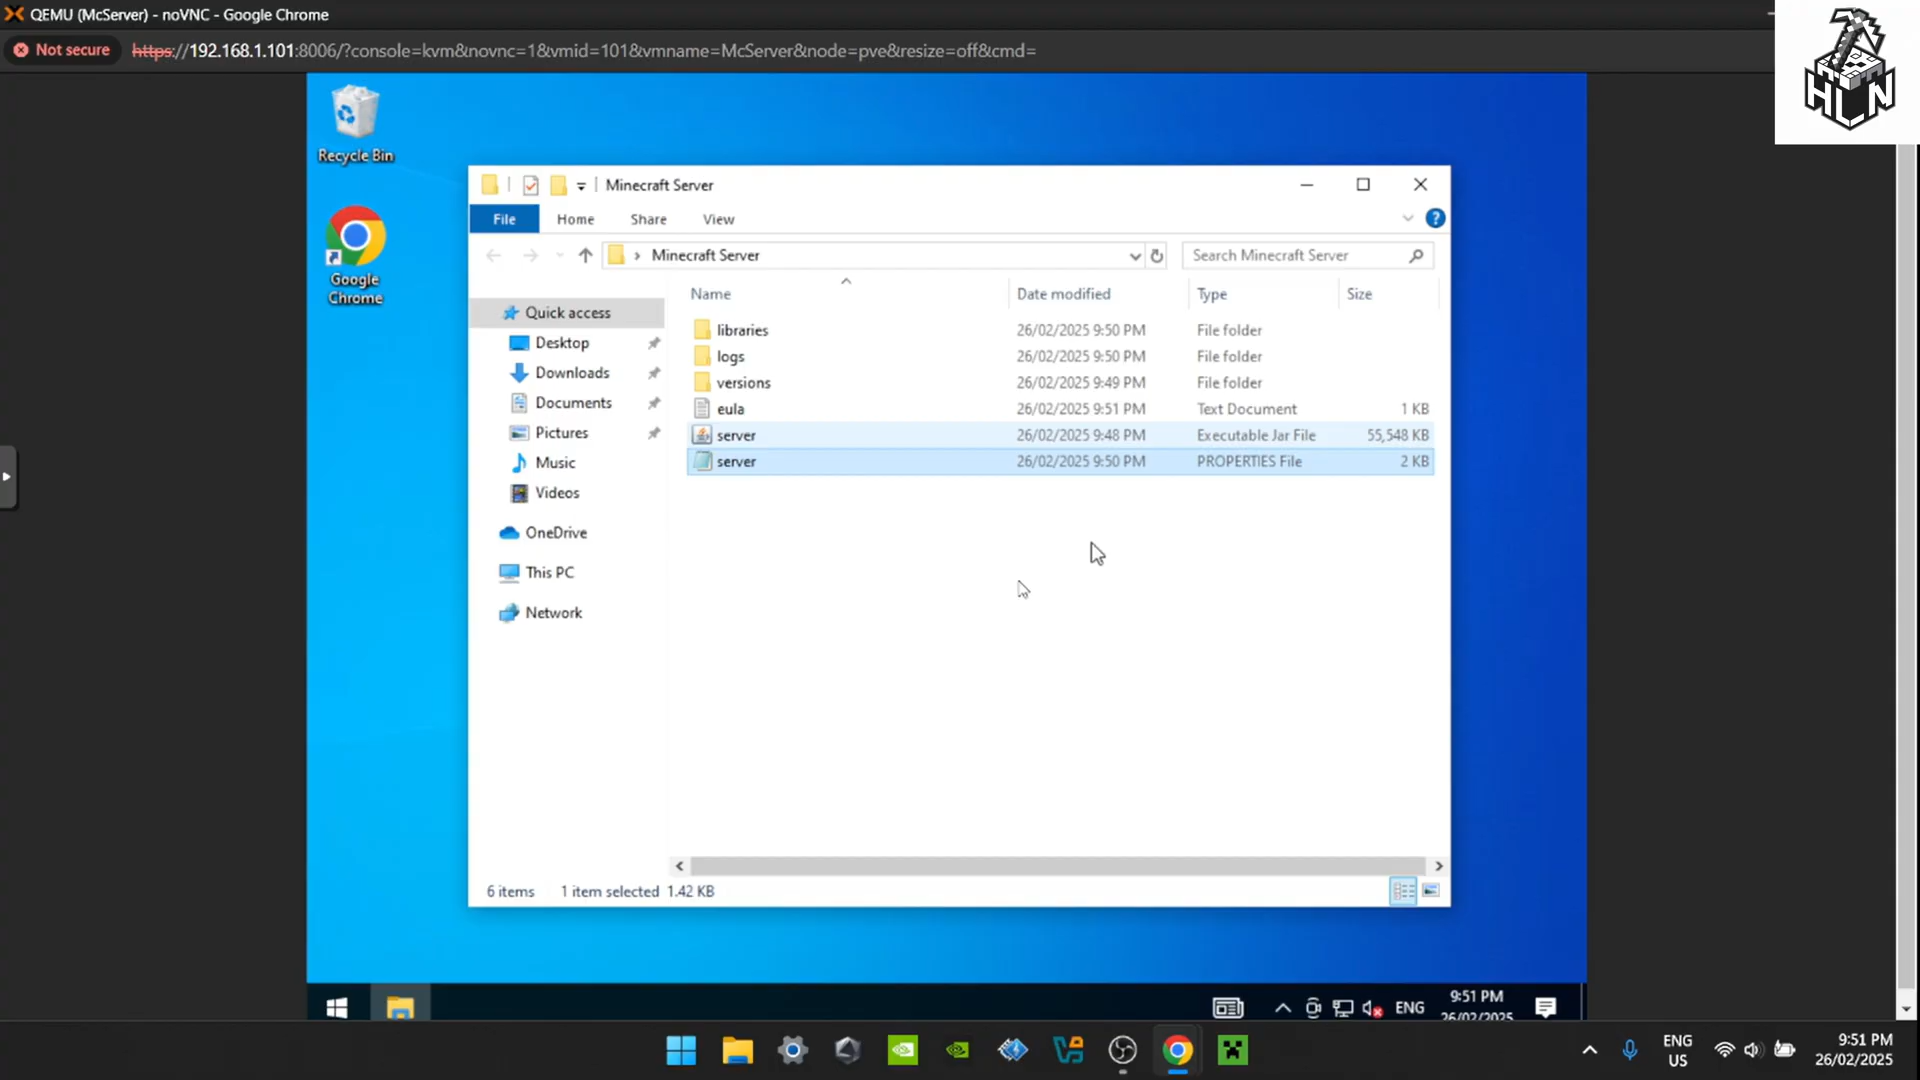 QEMU (McServer) - noVNC - Google Chrome
Not secure https://192.168.1.101:8006/?console=kvm&novnc=1&vmid=101&vmname=McServer&node=pve&resize=off&cmd=
HLN
Recycle Bin
Google
Chrome
Minecraft Server
File Home Share View
Minecraft Server
Search Minecraft Server
Name Date modified Type Size
Quick access
Desktop
Downloads
Documents
Pictures
Music
Videos
OneDrive
This PC
Network
libraries 26/02/2025 9:50 PM File folder
logs 26/02/2025 9:50 PM File folder
versions 26/02/2025 9:49 PM File folder
eula 26/02/2025 9:51 PM Text Document 1 KB
server 26/02/2025 9:48 PM Executable Jar File 55,548 KB
server 26/02/2025 9:50 PM PROPERTIES File 2 KB
6 items 1 item selected 1.42 KB
ENG
9:51 PM
26/02/2025
ENG
US
9:51 PM
26/02/2025